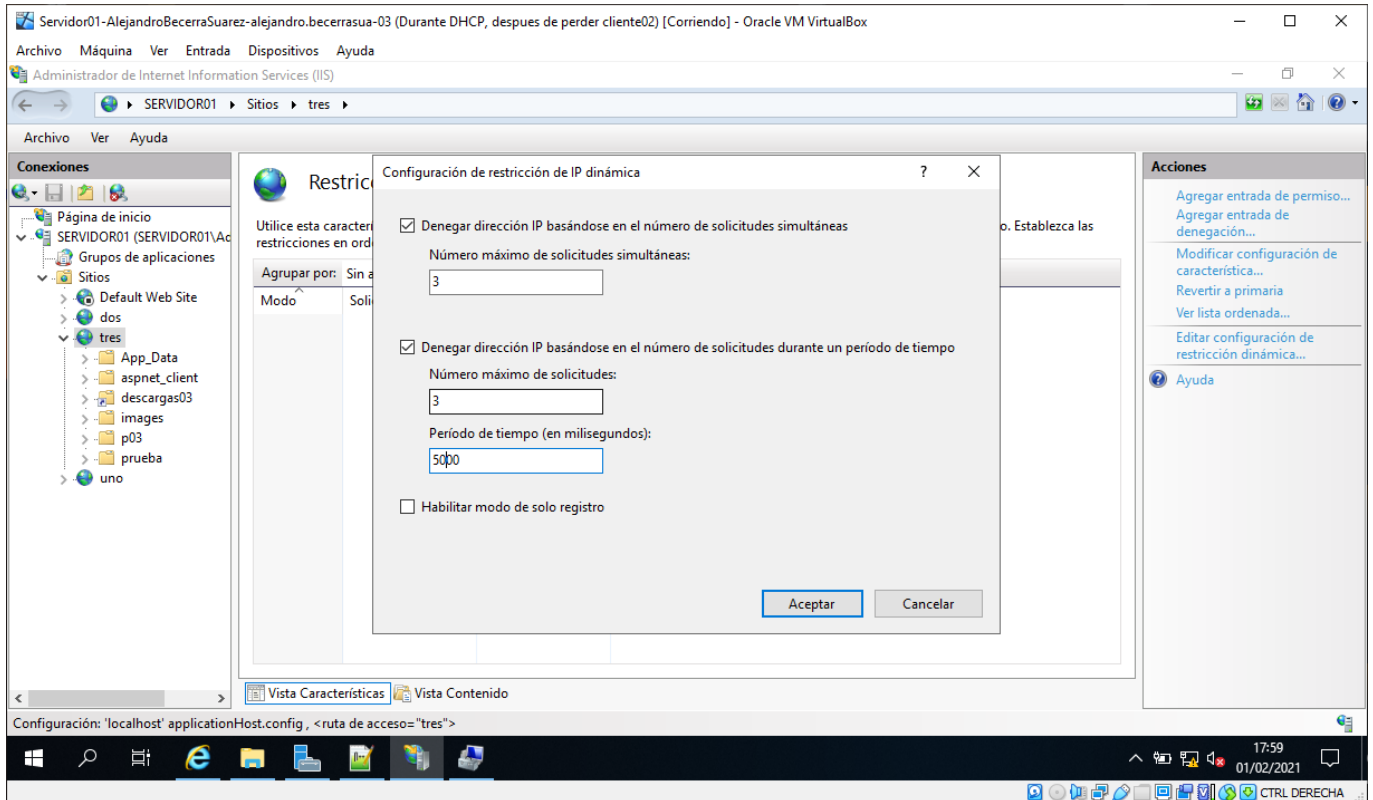 Servidor01-AlejandroBecerraSuarez-alejandro.becerrasua-03 (Durante DHCP, despues de perder cliente02) [Corriendo] - Oracle VM VirtualBox
Archivo Máquina Ver Entrada Dispositivos Ayuda
Administrador de Internet Information Services (IIS)
SERVIDOR01 Sitios tres
Archivo Ver Ayuda
Conexiones
Página de inicio
SERVIDOR01 (SERVIDOR01\Ad
Grupos de aplicaciones
Sitios
Default Web Site
dos
tres
App_Data
aspnet_client
descargas03
images
p03
prueba
uno
Restricc
Utilice esta caracterí
o. Establezca las
restricciones en ord
Agrupar por: Sin a
Modo Soli
Configuración de restricción de IP dinámica ?
Denegar dirección IP basándose en el número de solicitudes simultáneas
Número máximo de solicitudes simultáneas:
3
Denegar dirección IP basándose en el número de solicitudes durante un período de tiempo
Número máximo de solicitudes:
3
Período de tiempo (en milisegundos):
5000
Habilitar modo de solo registro
Aceptar Cancelar
Vista Características Vista Contenido
Acciones
Agregar entrada de permiso...
Agregar entrada de
denegación...
Modificar configuración de
característica...
Revertir a primaria
Ver lista ordenada...
Editar configuración de
restricción dinámica...
Ayuda
Configuración: 'localhost' applicationHost.config , <ruta de acceso="tres">
17:59
01/02/2021
CTRL DERECHA